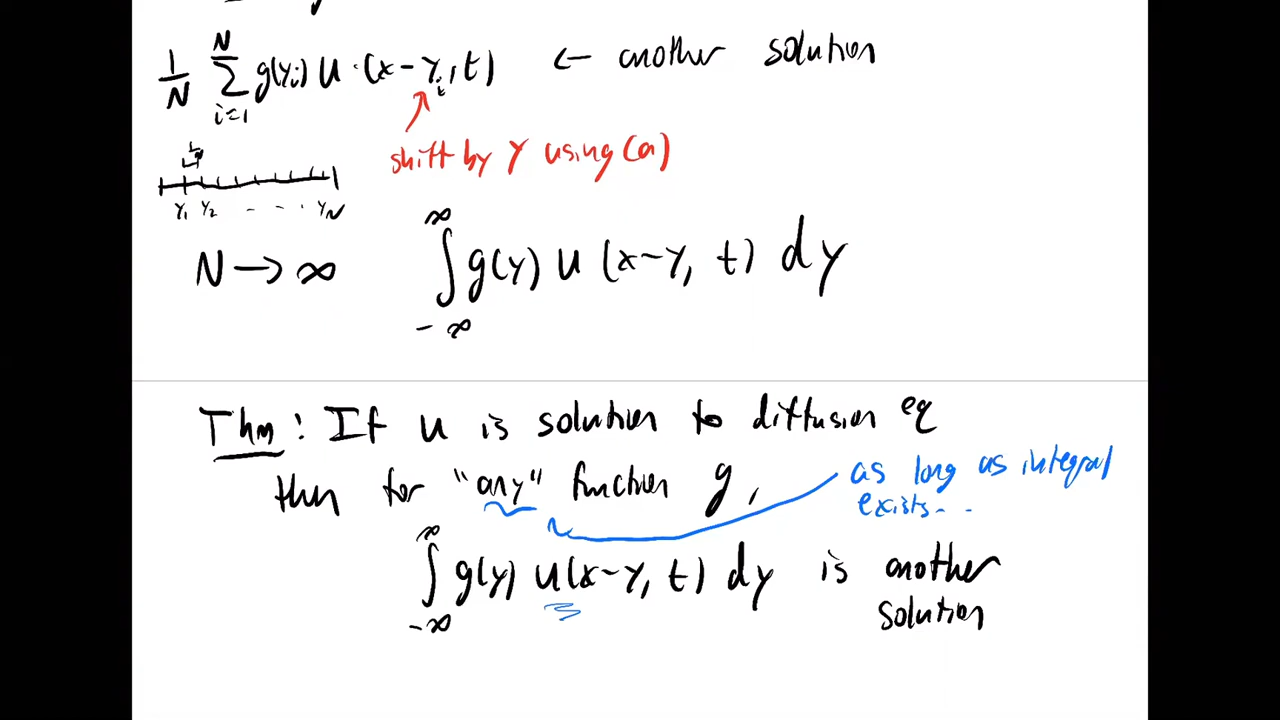 1/N ∑_{i=1}^{N} g(y_i) u · (x − y_i, t) ← another solution
shift by y using (a)
y_1 y_2 - - · y_N
N → ∞ ∫_{-∞}^{∞} g(y) u (x−y, t) dy
Thm : If u is solution to diffusion eq
then for "any" function g,
as long as integral
exists...
∫_{-∞}^{∞} g(y) u(x−y, t) dy is another
solution